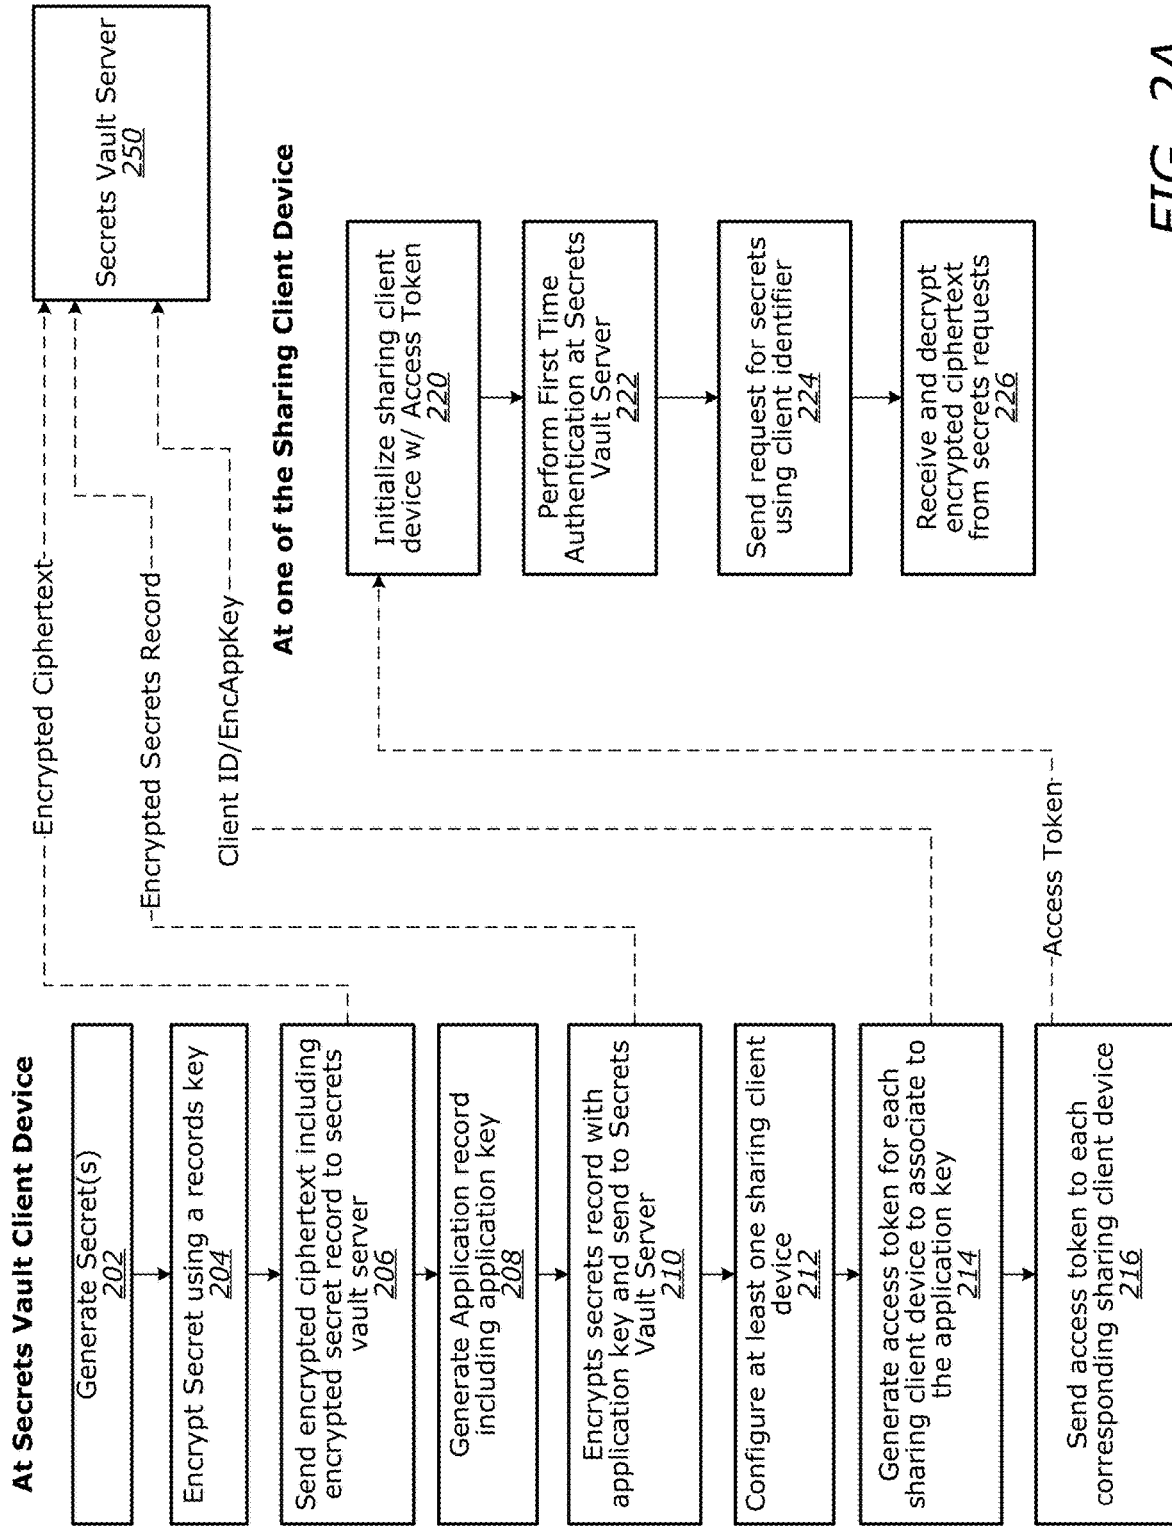 At Secrets Vault Client Device
Generate Secret(s)
202
Encrypt Secret using a records key
204
Send encrypted ciphertext including
encrypted secret record to secrets
vault server
206
Generate Application record
including application key
208
Encrypts secrets record with
application key and send to Secrets
Vault Server
210
Configure at least one sharing client
device
212
Generate access token for each
sharing client device to associate to
the application key
214
Send access token to each
corresponding sharing client device
216
Encrypted Ciphertext
Encrypted Secrets Record
Client ID/EncAppKey
Access Token
Secrets Vault Server
250
At one of the Sharing Client Device
Initialize sharing client
device w/ Access Token
220
Perform First Time
Authentication at Secrets
Vault Server
222
Send request for secrets
using client identifier
224
Receive and decrypt
encrypted ciphertext
from secrets requests
226
FIG. 2A